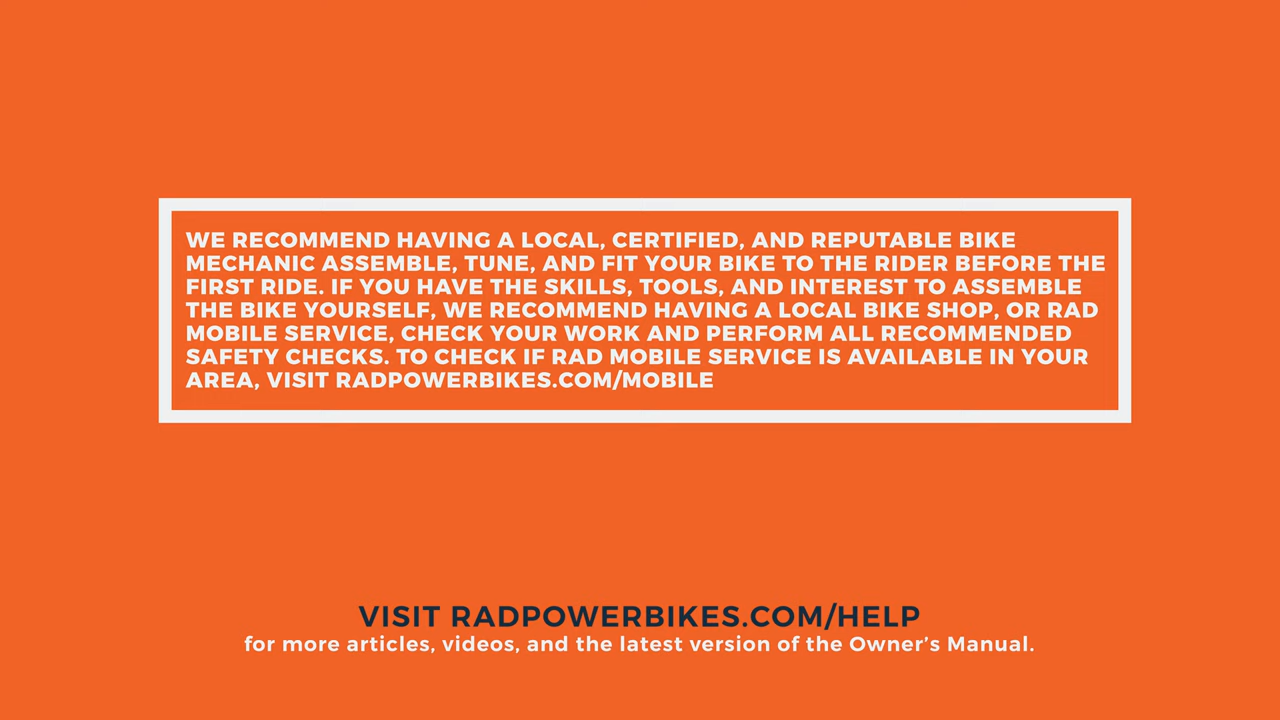 WE RECOMMEND HAVING A LOCAL, CERTIFIED, AND REPUTABLE BIKE
MECHANIC ASSEMBLE, TUNE, AND FIT YOUR BIKE TO THE RIDER BEFORE THE
FIRST RIDE. IF YOU HAVE THE SKILLS, TOOLS, AND INTEREST TO ASSEMBLE
THE BIKE YOURSELF, WE RECOMMEND HAVING A LOCAL BIKE SHOP, OR RAD
MOBILE SERVICE, CHECK YOUR WORK AND PERFORM ALL RECOMMENDED
SAFETY CHECKS. TO CHECK IF RAD MOBILE SERVICE IS AVAILABLE IN YOUR
AREA, VISIT RADPOWERBIKES.COM/MOBILE
VISIT RADPOWERBIKES.COM/HELP
for more articles, videos, and the latest version of the Owner’s Manual.